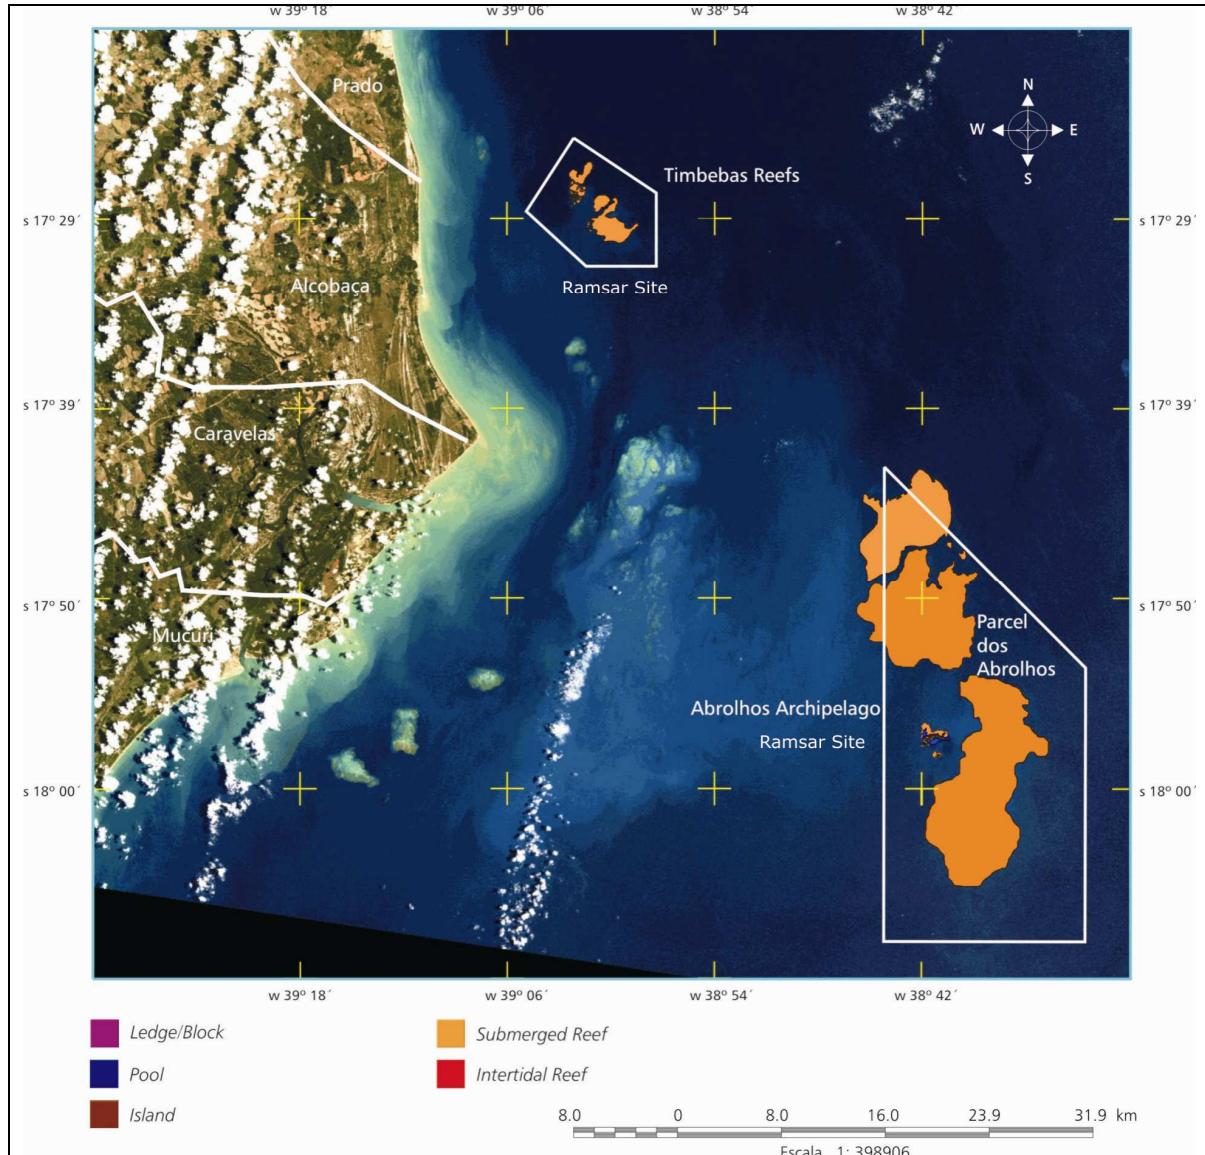 w 39º 18´ w 39º 06´ w 38º 54´ w 38º 42´
Prado
N
W E
S
Timbebas Reefs
s 17º 29´ s 17º 29´
Ramsar Site
Alcobaça
s 17º 39´ s 17º 39´
Caravelas
s 17º 50´ s 17º 50´
Mucuri
Parcel
dos
Abrolhos
Abrolhos Archipelago
Ramsar Site
s 18º 00´ s 18º 00´
w 39º 18´ w 39º 06´ w 38º 54´ w 38º 42´
Ledge/Block Submerged Reef
Pool Intertidal Reef
Island
8.0 0 8.0 16.0 23.9 31.9 km
Escala 1: 398906